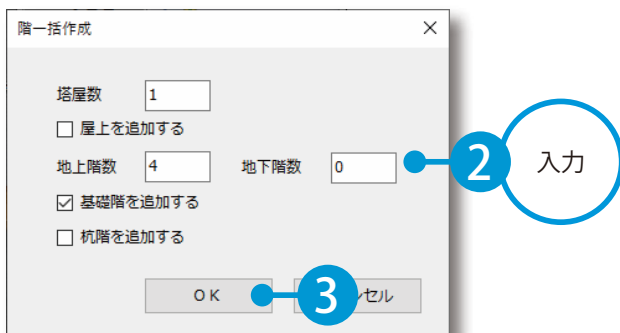 階一括作成
塔屋数 1
屋上を追加する
地上階数 4 地下階数 0
2 入力
基礎階を追加する
杭階を追加する
OK 3 セル